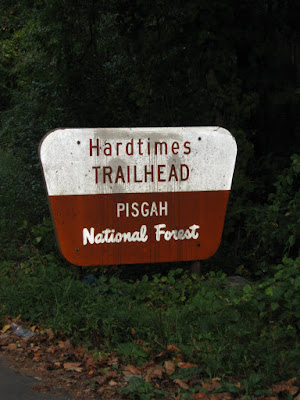 Hardtimes
TRAILHEAD
PISGAH
National Forest